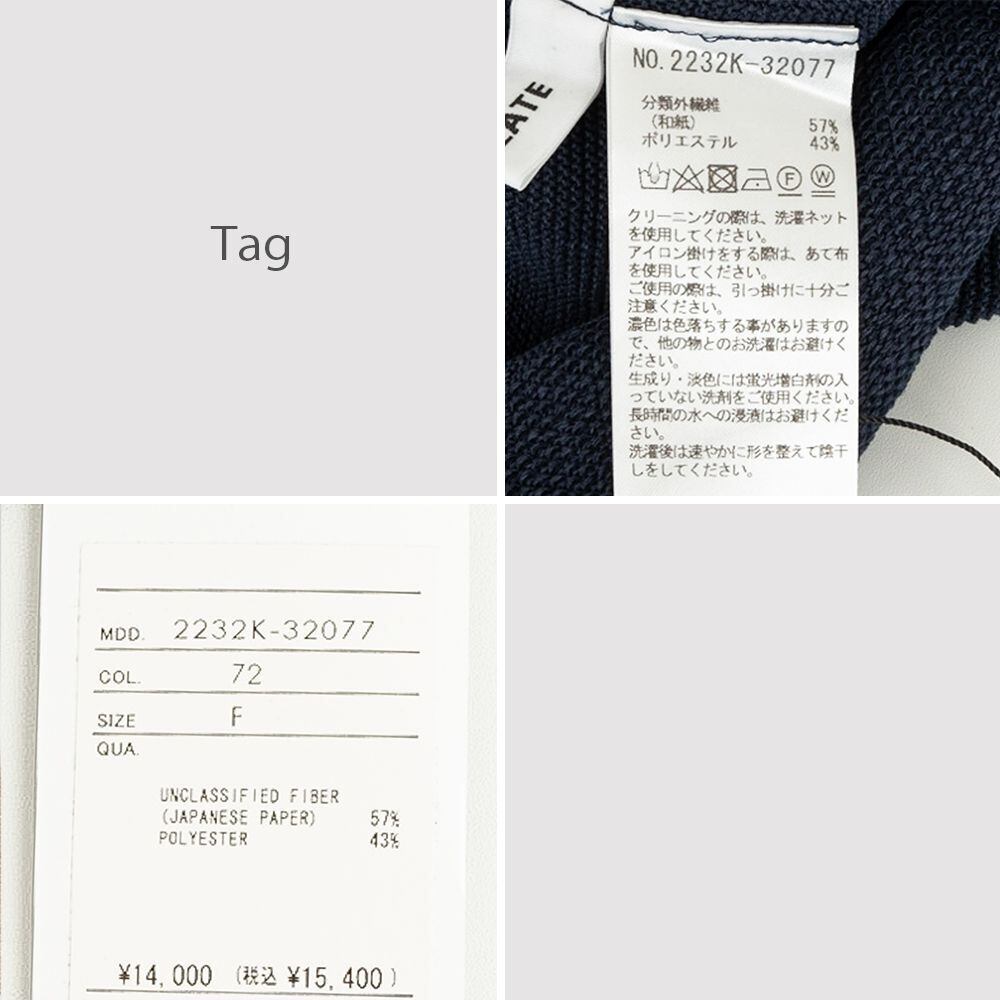 Tag
NO.2232K-32077
分類外繊維
(和紙) 57%
ポリエステル 43%
F W
クリーニングの際は、洗濯ネット
を使用してください。
アイロン掛けをする際は、あて布
を使用してください。
ご使用の際は、引っ掛けに十分ご
注意ください。
濃色は色落ちする事がありますの
で、他の物とのお洗濯はお避けく
ださい。
生成り・淡色には蛍光増白剤の入
っていない洗剤をご使用ください。
長時間の水への浸漬はお避けくだ
さい。
洗濯後は速やかに形を整えて陰干
しをしてください。
MDD. 2232K-32077
COL. 72
SIZE F
QUA.
UNCLASSIFIED FIBER
(JAPANESE PAPER) 57%
POLYESTER 43%
¥14,000 (税込 ¥15,400)